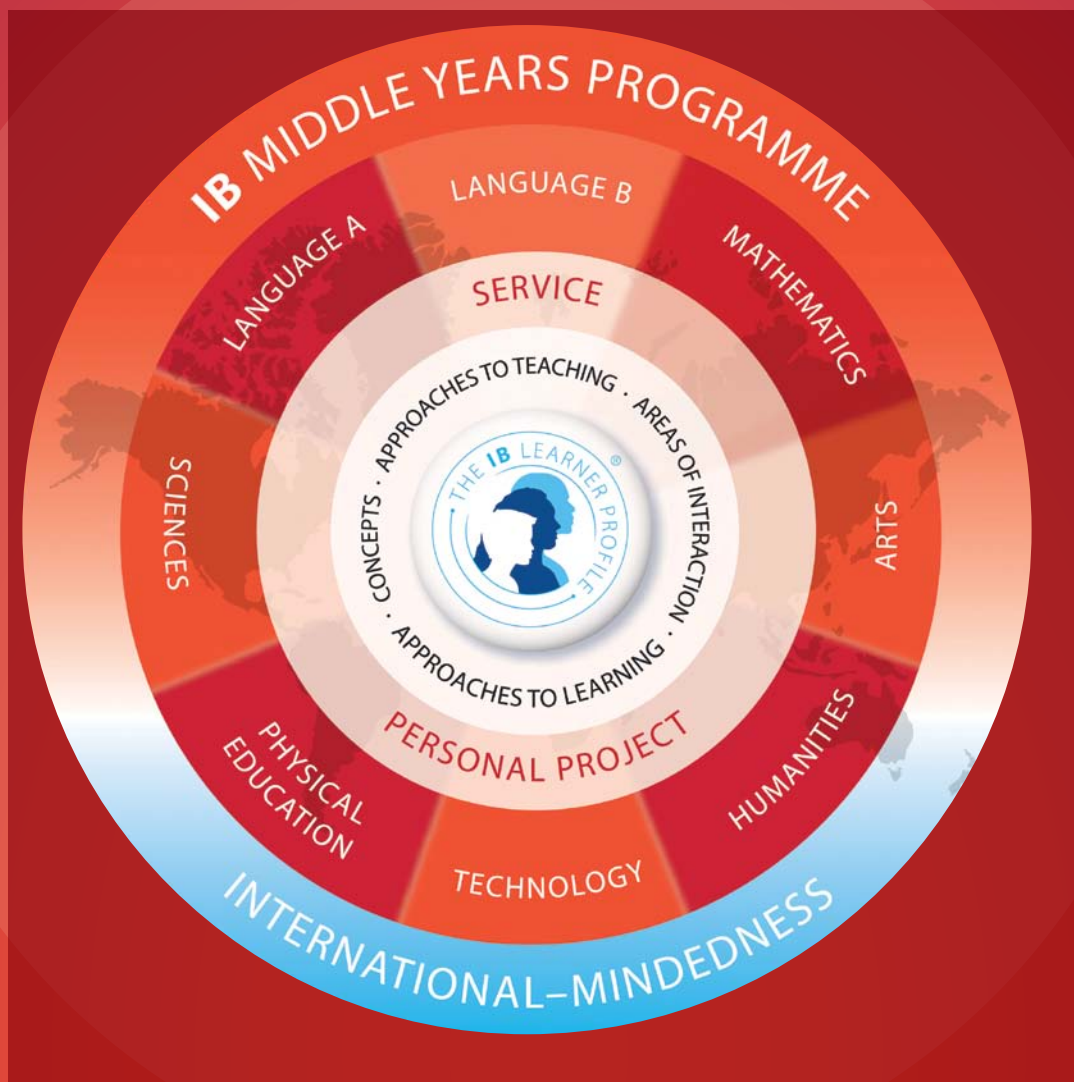 IB MIDDLE YEARS PROGRAMME
LANGUAGE A
LANGUAGE B
MATHEMATICS
SCIENCES
ARTS
PHYSICAL
EDUCATION
TECHNOLOGY
HUMANITIES
SERVICE
PERSONAL PROJECT
CONCEPTS · APPROACHES TO TEACHING · AREAS OF INTERACTION · APPROACHES TO LEARNING ·
· THE IB LEARNER PROFILE · ®
INTERNATIONAL–MINDEDNESS